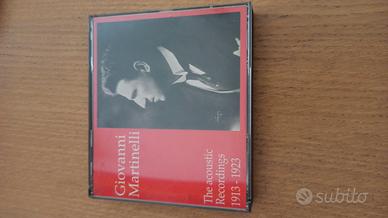 Giovanni
Martinelli
The acoustic
Recordings
1913 - 1923
subito